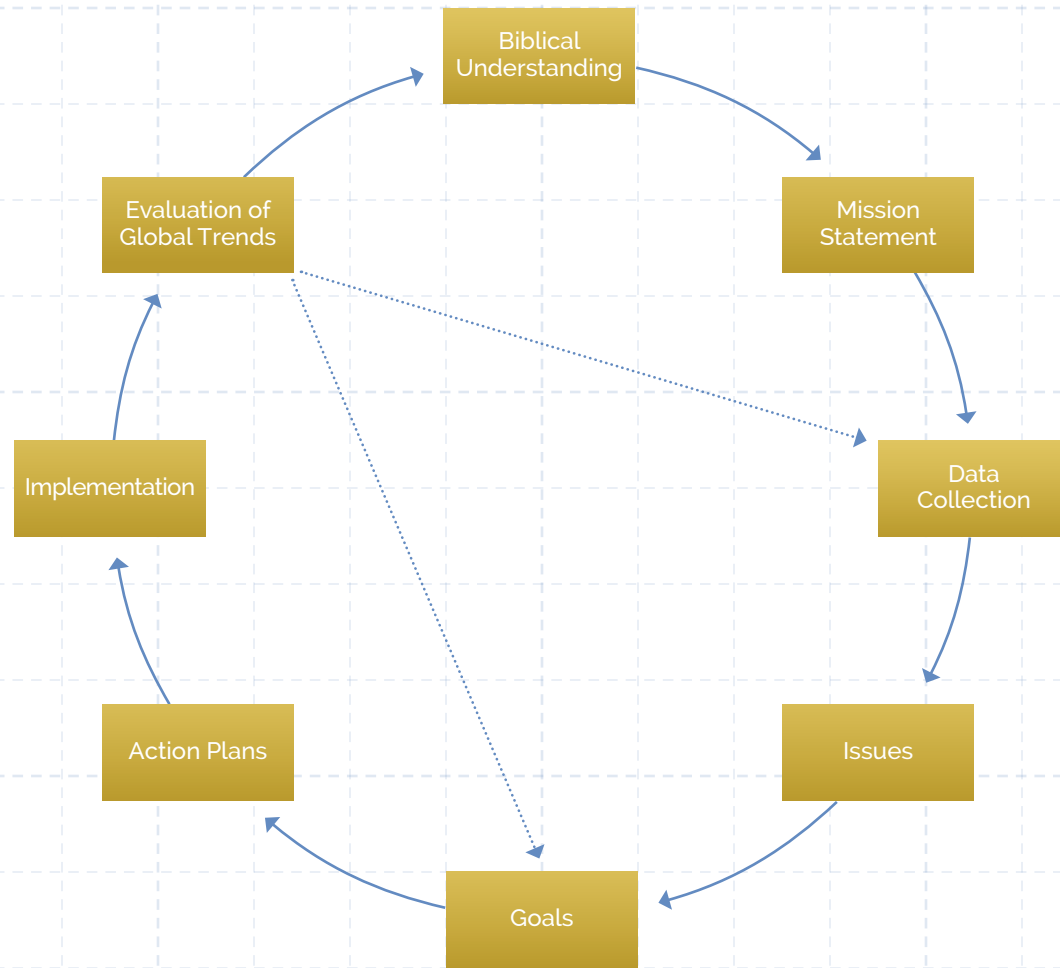 Biblical
Understanding
Mission
Statement
Data
Collection
Issues
Goals
Action Plans
Implementation
Evaluation of
Global Trends